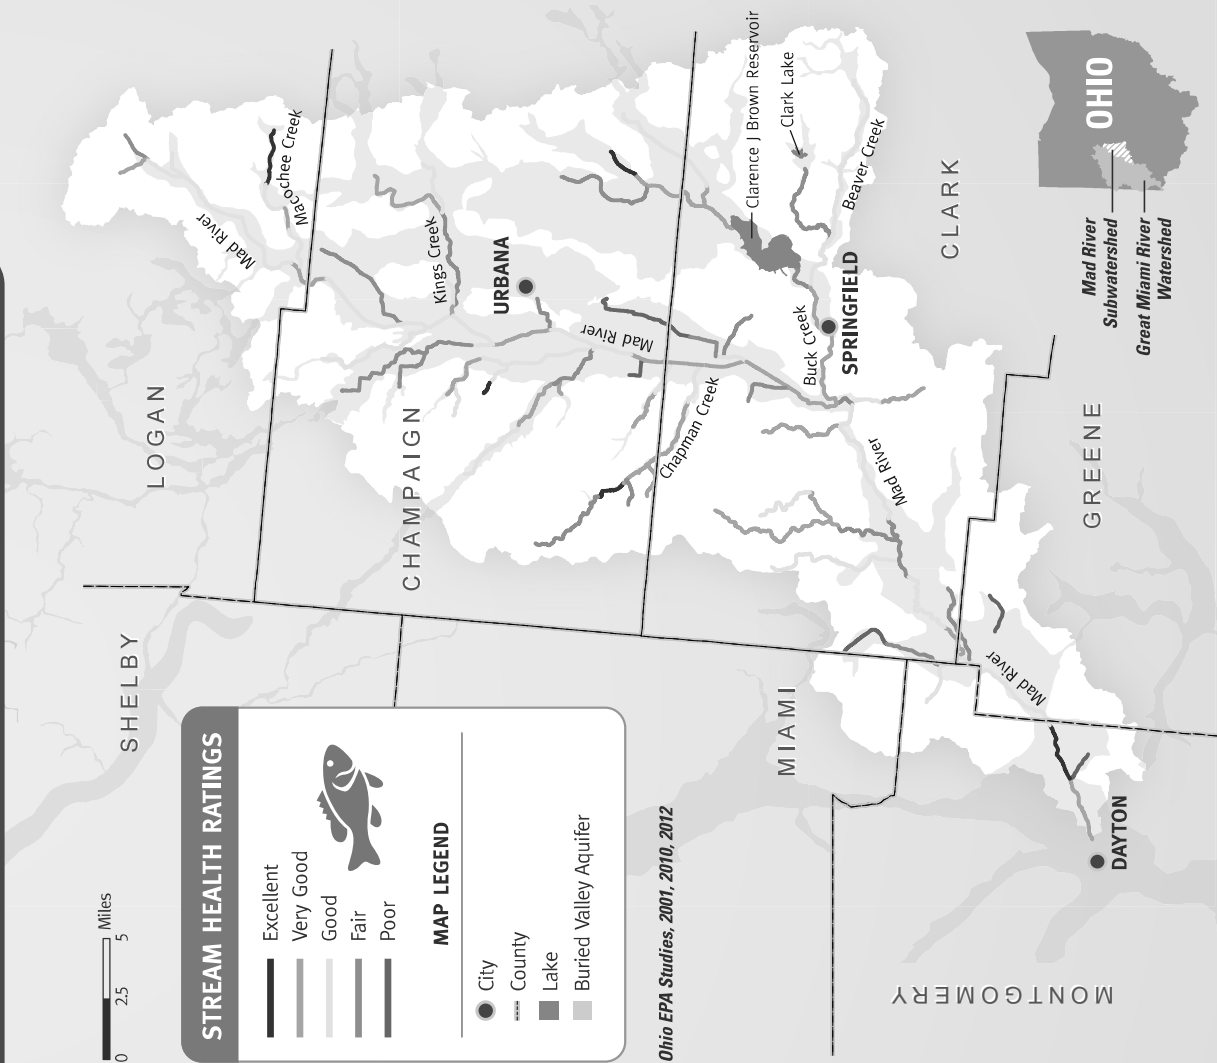 STREAM HEALTH RATINGS
Excellent
Very Good
Good
Fair
Poor
MAP LEGEND
City
County
Lake
Buried Valley Aquifer
Ohio EPA Studies, 2001, 2010, 2012
0 2.5 5 Miles
SHELBY
LOGAN
CHAMPAIGN
MIAMI
MONTGOMERY
CLARK
GREENE
Mad River
Macochee Creek
Kings Creek
URBANA
Mad River
Chapman Creek
Buck Creek
SPRINGFIELD
Clarence J Brown Reservoir
Clark Lake
Beaver Creek
Mad River
Mad River
DAYTON
OHIO
Mad River
Subwatershed
Great Miami River
Watershed